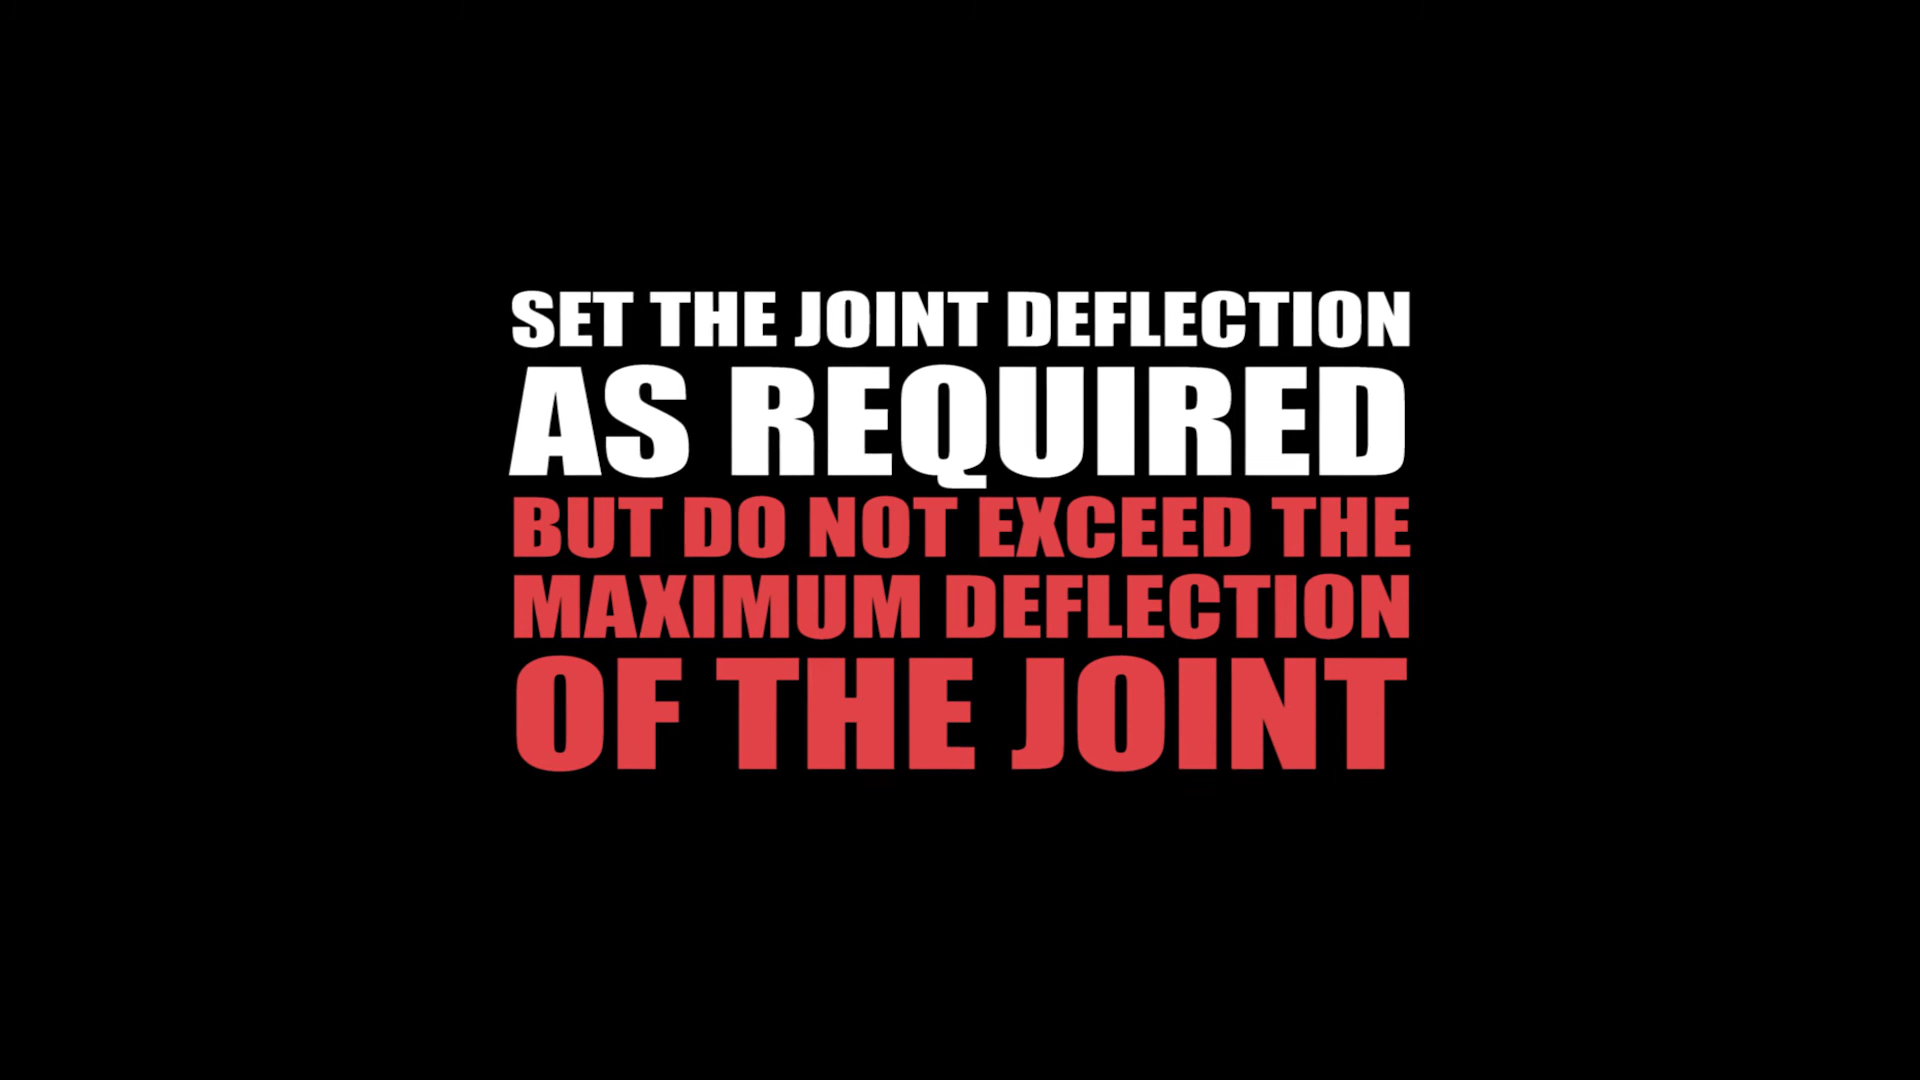 SET THE JOINT DEFLECTION
AS REQUIRED
BUT DO NOT EXCEED THE
MAXIMUM DEFLECTION
OF THE JOINT